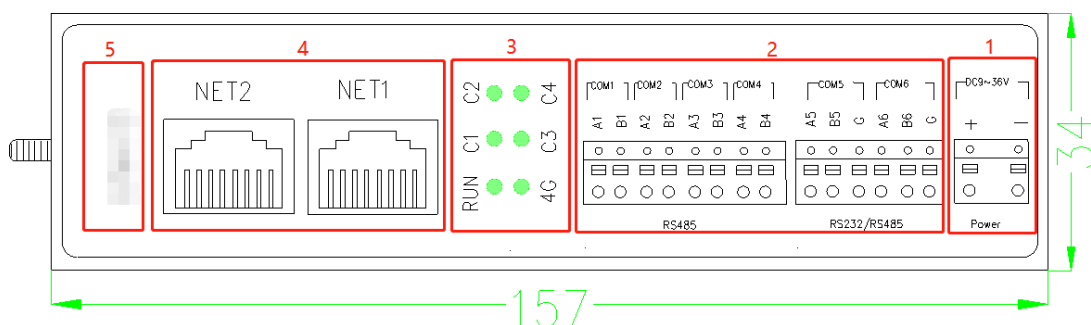 5
4
3
2
1
NET2
NET1
C2
C4
C1
C3
RUN
4G
COM1 COM2 COM3 COM4
A1 B1 A2 B2 A3 B3 A4 B4
RS485
COM5 COM6
A5 B5 G A6 B6 G
RS232/RS485
DC9~36V
+ −
Power
34
157